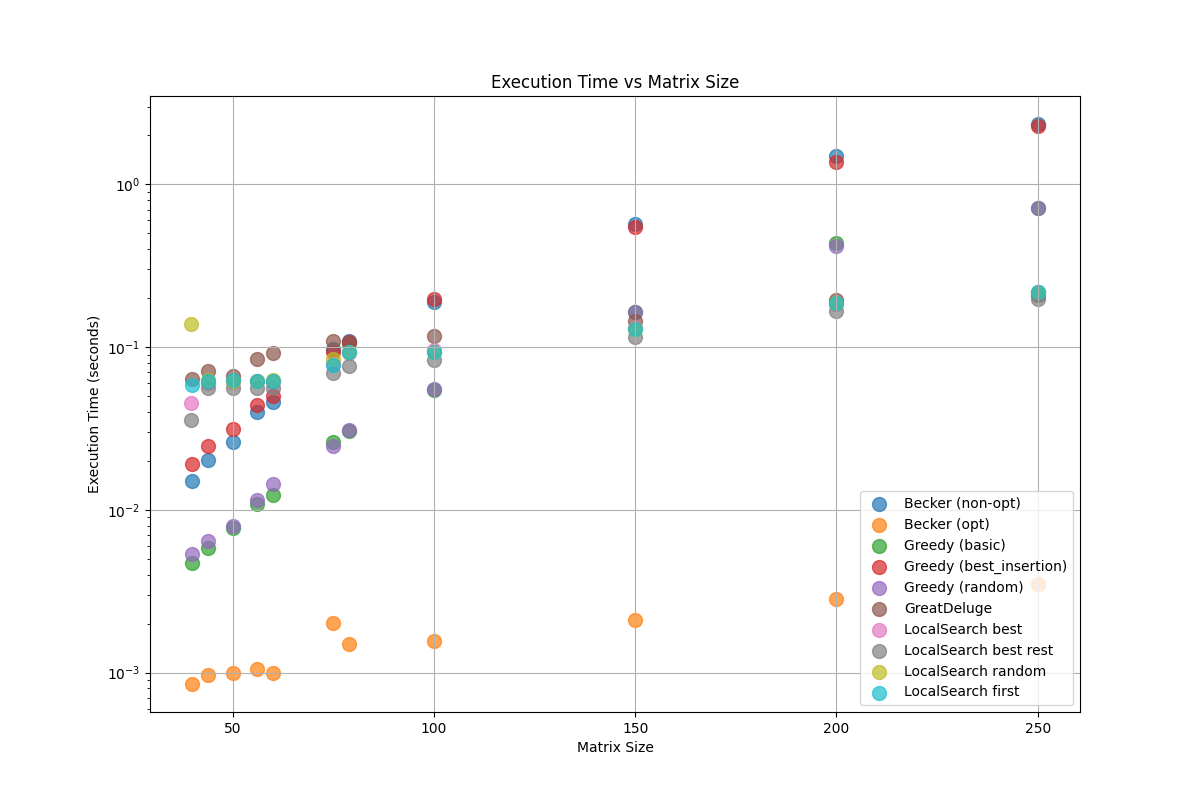 Execution Time vs Matrix Size
Execution Time (seconds)
10^0
10^-1
10^-2
10^-3
50 100 150 200 250
Matrix Size
Becker (non-opt)
Becker (opt)
Greedy (basic)
Greedy (best_insertion)
Greedy (random)
GreatDeluge
LocalSearch best
LocalSearch best rest
LocalSearch random
LocalSearch first